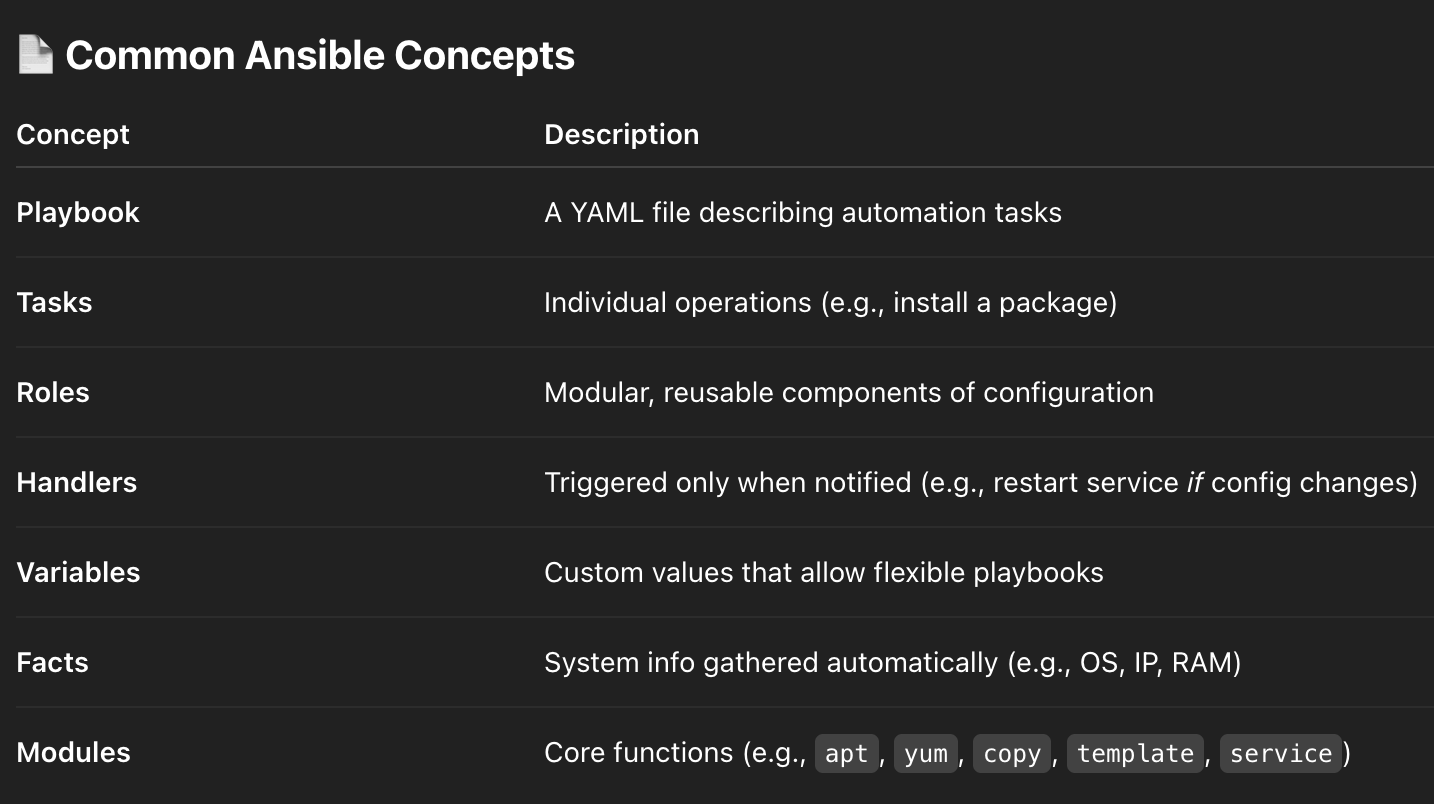 Common Ansible Concepts
Concept Description
Playbook A YAML file describing automation tasks
Tasks Individual operations (e.g., install a package)
Roles Modular, reusable components of configuration
Handlers Triggered only when notified (e.g., restart service if config changes)
Variables Custom values that allow flexible playbooks
Facts System info gathered automatically (e.g., OS, IP, RAM)
Modules Core functions (e.g., apt, yum, copy, template, service)